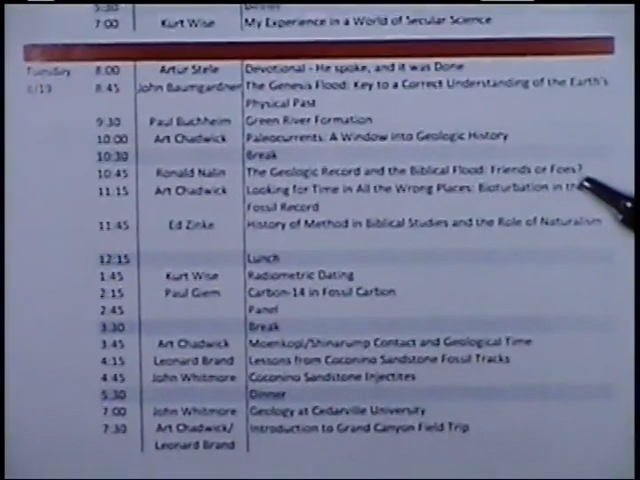 5:30 Dinner
7:00 Kurt Wise My Experience in a World of Secular Science
Tuesday 8:00 Artur Stele Devotional - He spoke, and it was Done
8:45 John Baumgardner The Genesis Flood: Key to a Correct Understanding of the Earth's
Physical Past
9:30 Paul Buchheim Green River Formation
10:00 Art Chadwick Paleocurrents: A Window into Geologic History
10:30 Break
10:45 Ronald Nalin The Geologic Record and the Biblical Flood: Friends or Foes?
11:15 Art Chadwick Looking for Time in All the Wrong Places: Bioturbation in the
Fossil Record
11:45 Ed Zinke History of Method in Biblical Studies and the Role of Naturalism
12:15 Lunch
1:45 Kurt Wise Radiometric Dating
2:15 Paul Giem Carbon-14 in Fossil Carbon
2:45 Panel
3:30 Break
3:45 Art Chadwick Moenkopi/Shinarump Contact and Geological Time
4:15 Leonard Brand Lessons from Coconino Sandstone Fossil Tracks
4:45 John Whitmore Coconino Sandstone Injectites
5:30 Dinner
7:00 John Whitmore Geology at Cedarville University
7:30 Art Chadwick/ Introduction to Grand Canyon Field Trip
Leonard Brand